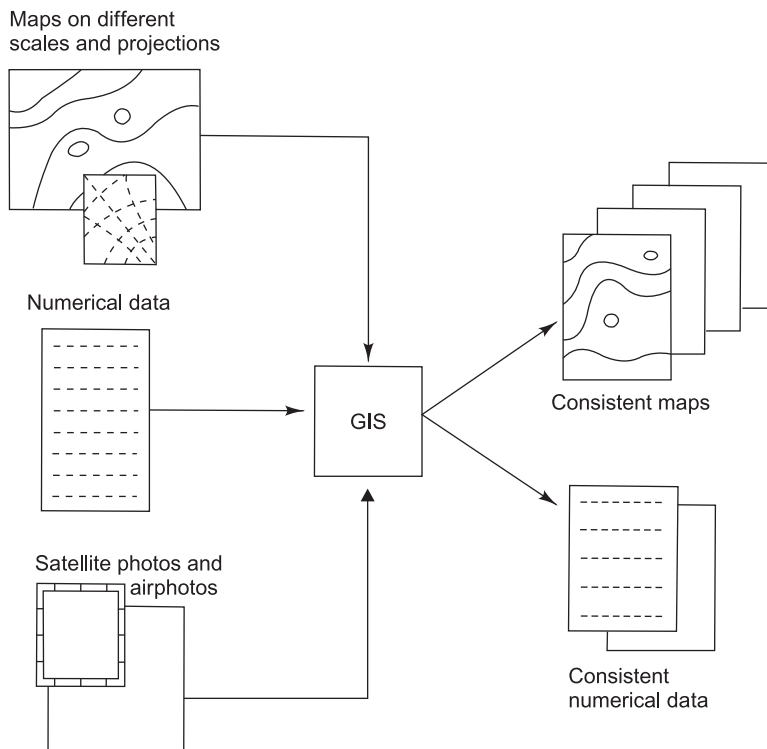 Maps on different
scales and projections
Numerical data
GIS
Consistent maps
Satellite photos and
airphotos
Consistent
numerical data